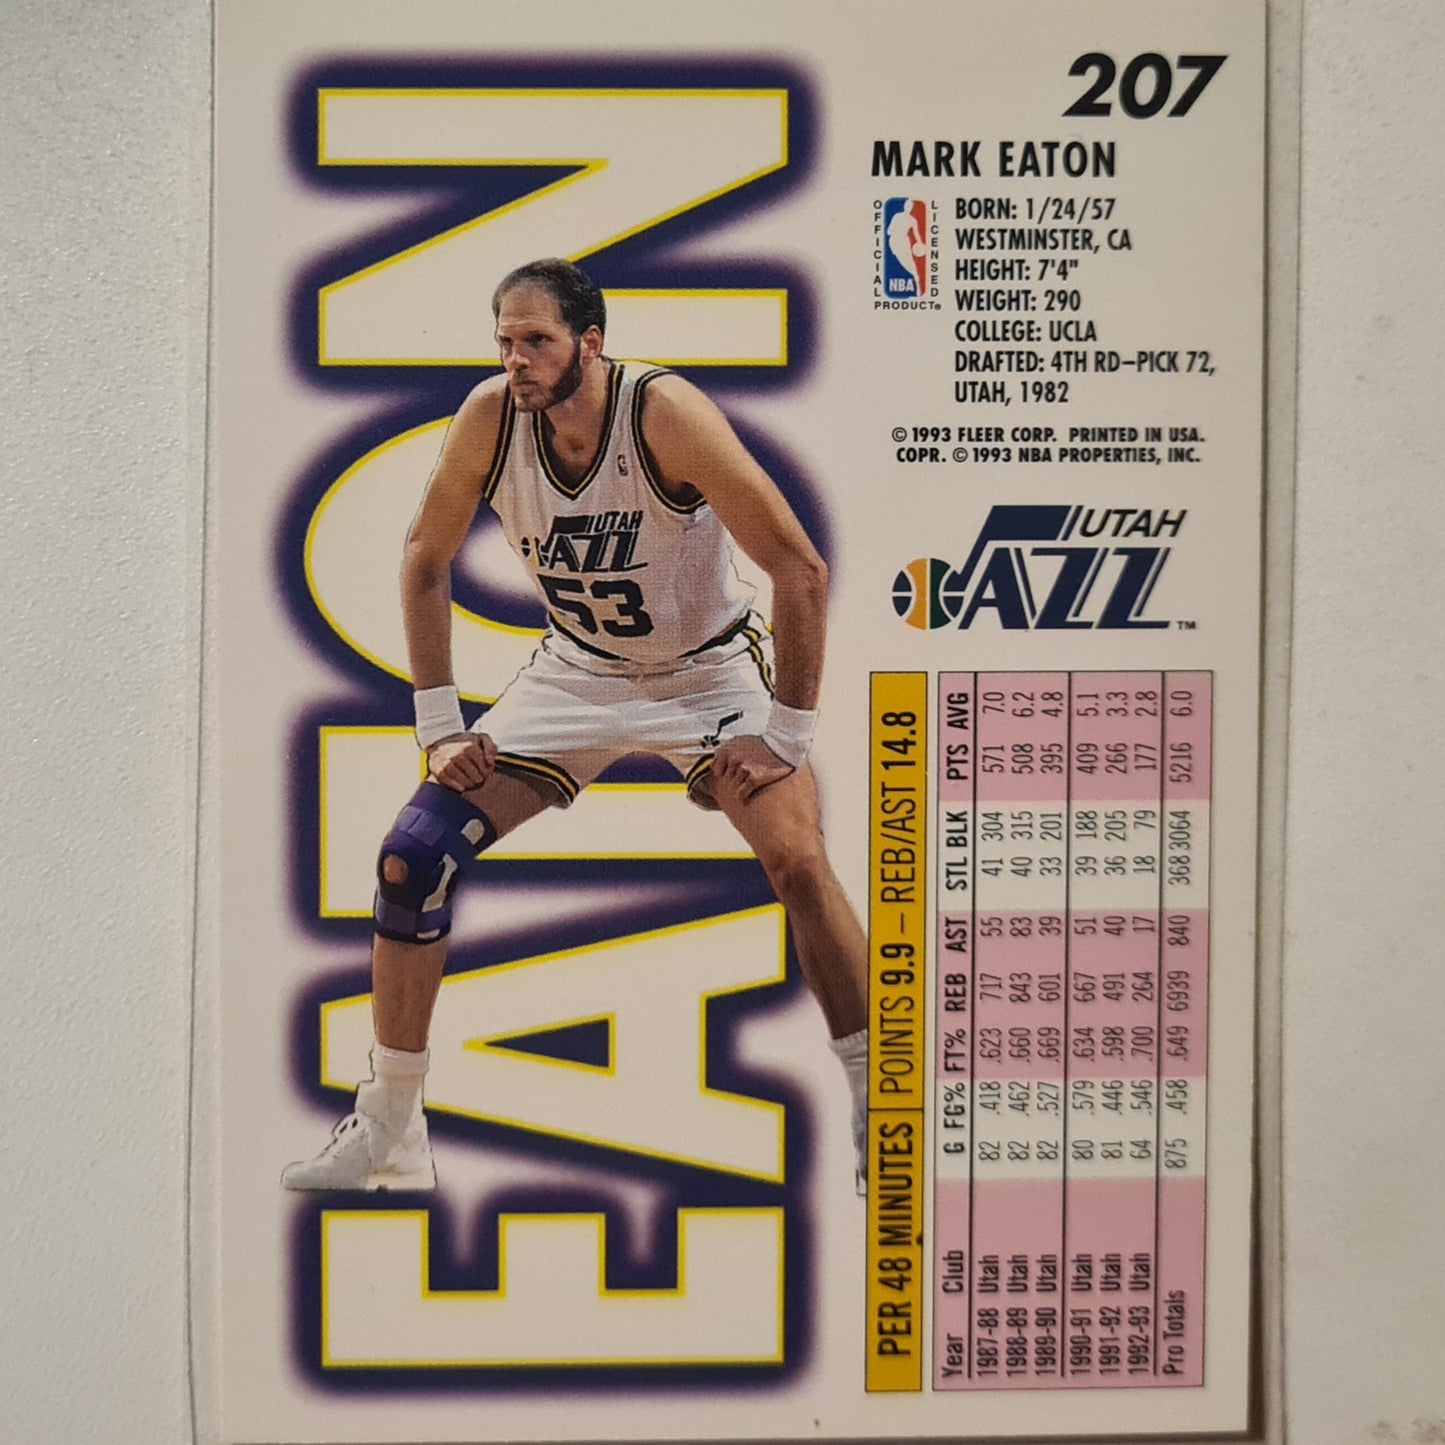 207
MARK EATON
OFFICIAL LICENSED
NBA
PRODUCT®
BORN: 1/24/57
WESTMINSTER, CA
HEIGHT: 7'4"
WEIGHT: 290
COLLEGE: UCLA
DRAFTED: 4TH RD–PICK 72,
UTAH, 1982
© 1993 FLEER CORP. PRINTED IN USA.
COPR. © 1993 NBA PROPERTIES, INC.
UTAH
JAZZ ™
EATON
UTAH
JAZZ
53
PER 48 MINUTES | POINTS 9.9 – REB/AST 14.8
Year Club G FG% FT% REB AST STL BLK PTS AVG
1987-88 Utah 82 .418 .623 717 55 41 304 571 7.0
1988-89 Utah 82 .462 .660 843 83 40 315 508 6.2
1989-90 Utah 82 .527 .669 601 39 33 201 395 4.8
1990-91 Utah 80 .579 .634 667 51 39 188 409 5.1
1991-92 Utah 81 .446 .598 491 40 36 205 266 3.3
1992-93 Utah 64 .546 .700 264 17 18 79 177 2.8
Pro Totals 875 .458 .649 6939 840 368 3064 5216 6.0